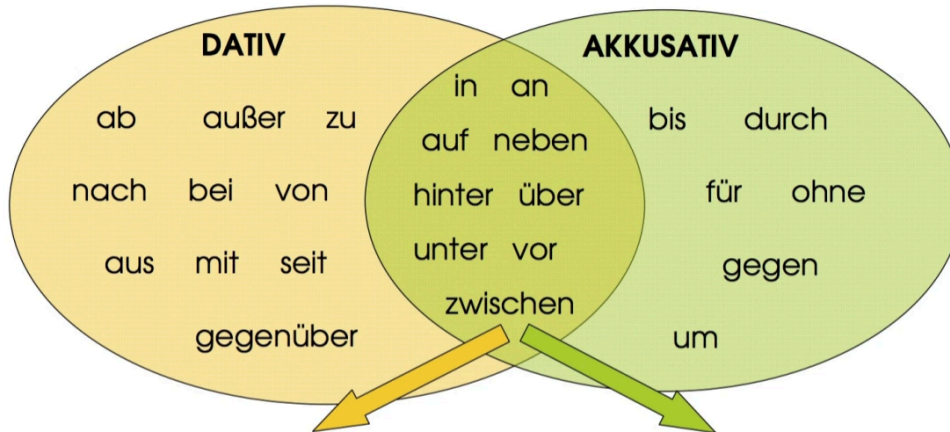 DATIV
ab außer zu
nach bei von
aus mit seit
gegenüber
in an
auf neben
hinter über
unter vor
zwischen
AKKUSATIV
bis durch
für ohne
gegen
um